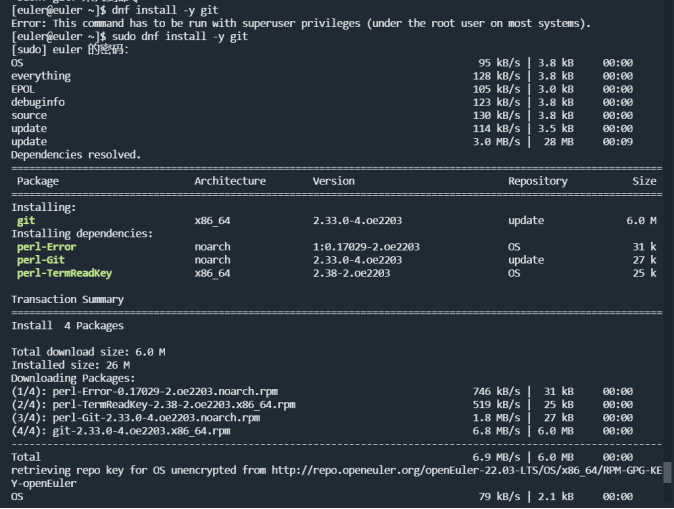 [euler@euler ~]$ dnf install -y git
Error: This command has to be run with superuser privileges (under the root user on most systems).
[euler@euler ~]$ sudo dnf install -y git
[sudo] euler 的密码:
OS 95 kB/s | 3.8 kB 00:00
everything 128 kB/s | 3.8 kB 00:00
EPOL 105 kB/s | 3.0 kB 00:00
debuginfo 123 kB/s | 3.8 kB 00:00
source 130 kB/s | 3.8 kB 00:00
update 114 kB/s | 3.5 kB 00:00
update 3.0 MB/s | 28 MB 00:09
Dependencies resolved.
================================================================================
Package Architecture Version Repository Size
================================================================================
Installing:
git x86_64 2.33.0-4.oe2203 update 6.0 M
Installing dependencies:
perl-Error noarch 1:0.17029-2.oe2203 OS 31 k
perl-Git noarch 2.33.0-4.oe2203 update 27 k
perl-TermReadKey x86_64 2.38-2.oe2203 OS 25 k
Transaction Summary
================================================================================
Install 4 Packages
Total download size: 6.0 M
Installed size: 26 M
Downloading Packages:
(1/4): perl-Error-0.17029-2.oe2203.noarch.rpm 746 kB/s | 31 kB 00:00
(2/4): perl-TermReadKey-2.38-2.oe2203.x86_64.rpm 519 kB/s | 25 kB 00:00
(3/4): perl-Git-2.33.0-4.oe2203.noarch.rpm 1.8 MB/s | 27 kB 00:00
(4/4): git-2.33.0-4.oe2203.x86_64.rpm 6.8 MB/s | 6.0 MB 00:00
--------------------------------------------------------------------------------
Total 6.9 MB/s | 6.0 MB 00:00
retrieving repo key for OS unencrypted from http://repo.openeuler.org/openEuler-22.03-LTS/OS/x86_64/RPM-GPG-KE
Y-openEuler
OS 79 kB/s | 2.1 kB 00:00